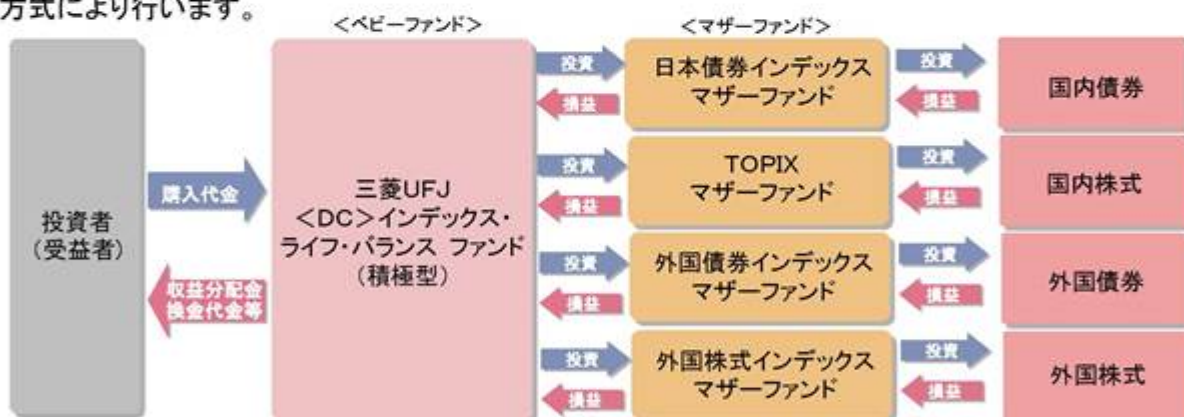 方式により行います。
＜ベビーファンド＞
＜マザーファンド＞
投資者
(受益者)
購入代金
収益分配金
換金代金等
三菱UFJ
＜DC＞インデックス・
ライフ・バランス ファンド
(積極型)
投資
損益
日本債券インデックス
マザーファンド
投資
損益
国内債券
投資
損益
TOPIX
マザーファンド
投資
損益
国内株式
投資
損益
外国債券インデックス
マザーファンド
投資
損益
外国債券
投資
損益
外国株式インデックス
マザーファンド
投資
損益
外国株式